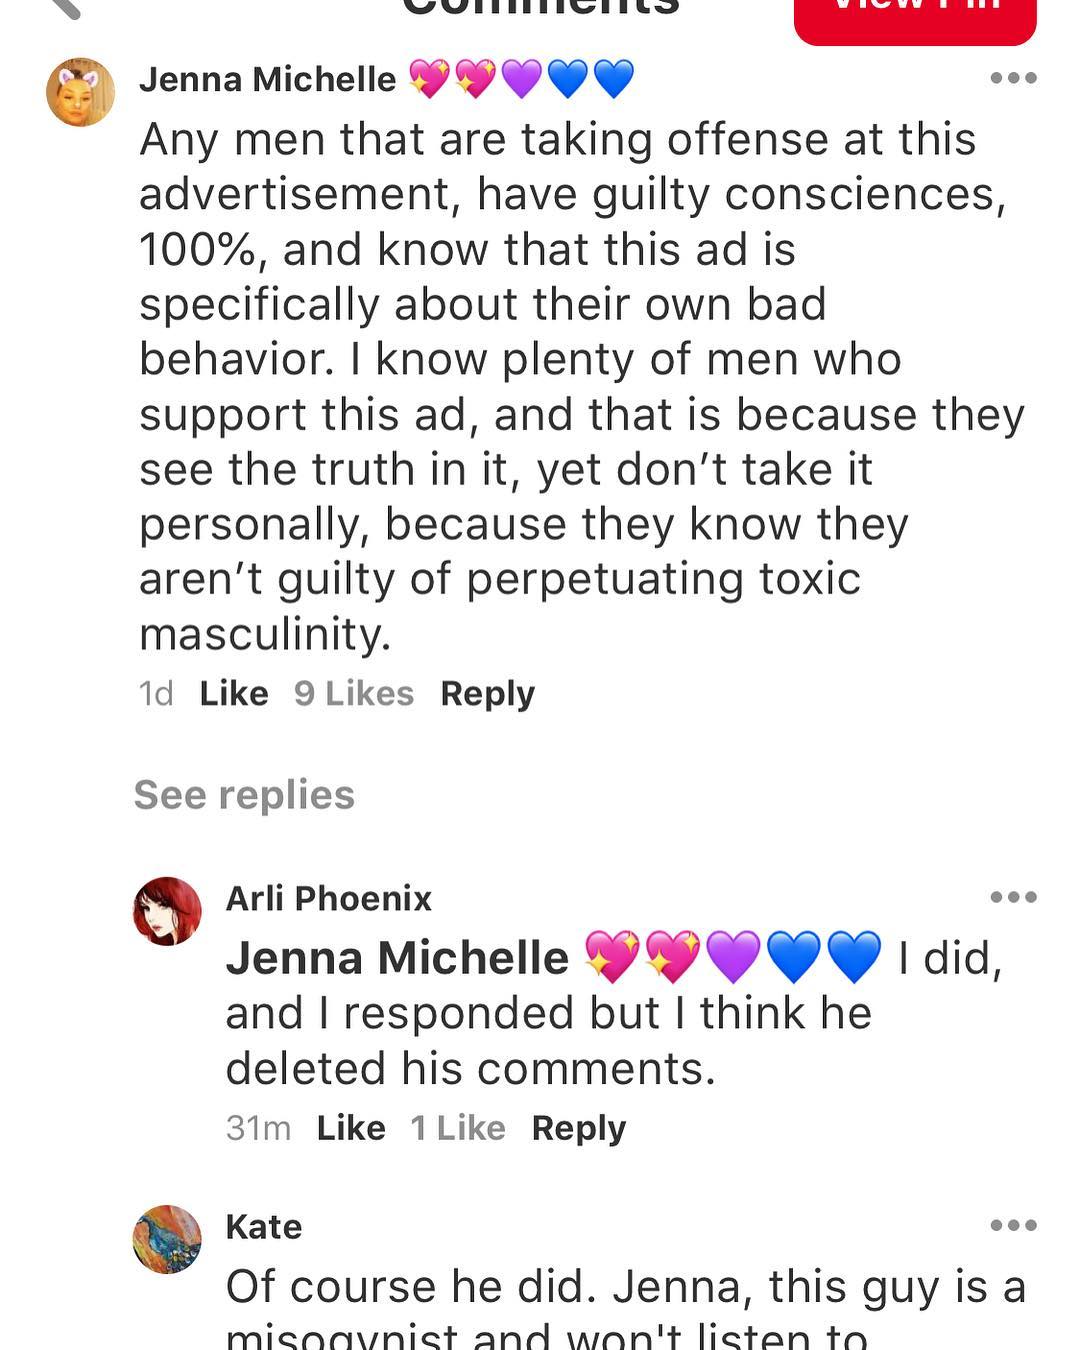 Comments
View Pin
Jenna Michelle 💖💖💜💙💙
Any men that are taking offense at this
advertisement, have guilty consciences,
100%, and know that this ad is
specifically about their own bad
behavior. I know plenty of men who
support this ad, and that is because they
see the truth in it, yet don’t take it
personally, because they know they
aren’t guilty of perpetuating toxic
masculinity.
1d Like 9 Likes Reply
See replies
Arli Phoenix
Jenna Michelle 💖💖💜💙💙 I did,
and I responded but I think he
deleted his comments.
31m Like 1 Like Reply
Kate
Of course he did. Jenna, this guy is a
misogynist and won't listen to